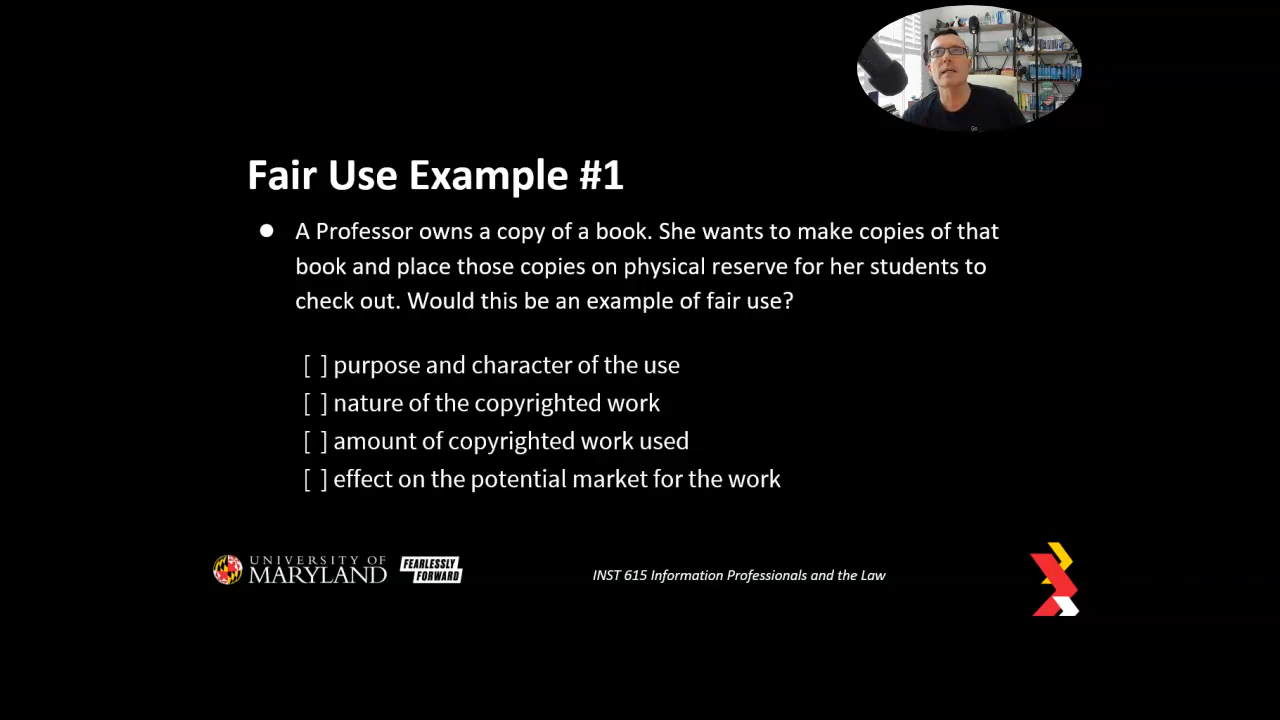 Fair Use Example #1
● A Professor owns a copy of a book. She wants to make copies of that
book and place those copies on physical reserve for her students to
check out. Would this be an example of fair use?
[ ] purpose and character of the use
[ ] nature of the copyrighted work
[ ] amount of copyrighted work used
[ ] effect on the potential market for the work
UNIVERSITY OF
MARYLAND
FEARLESSLY
FORWARD
INST 615 Information Professionals and the Law